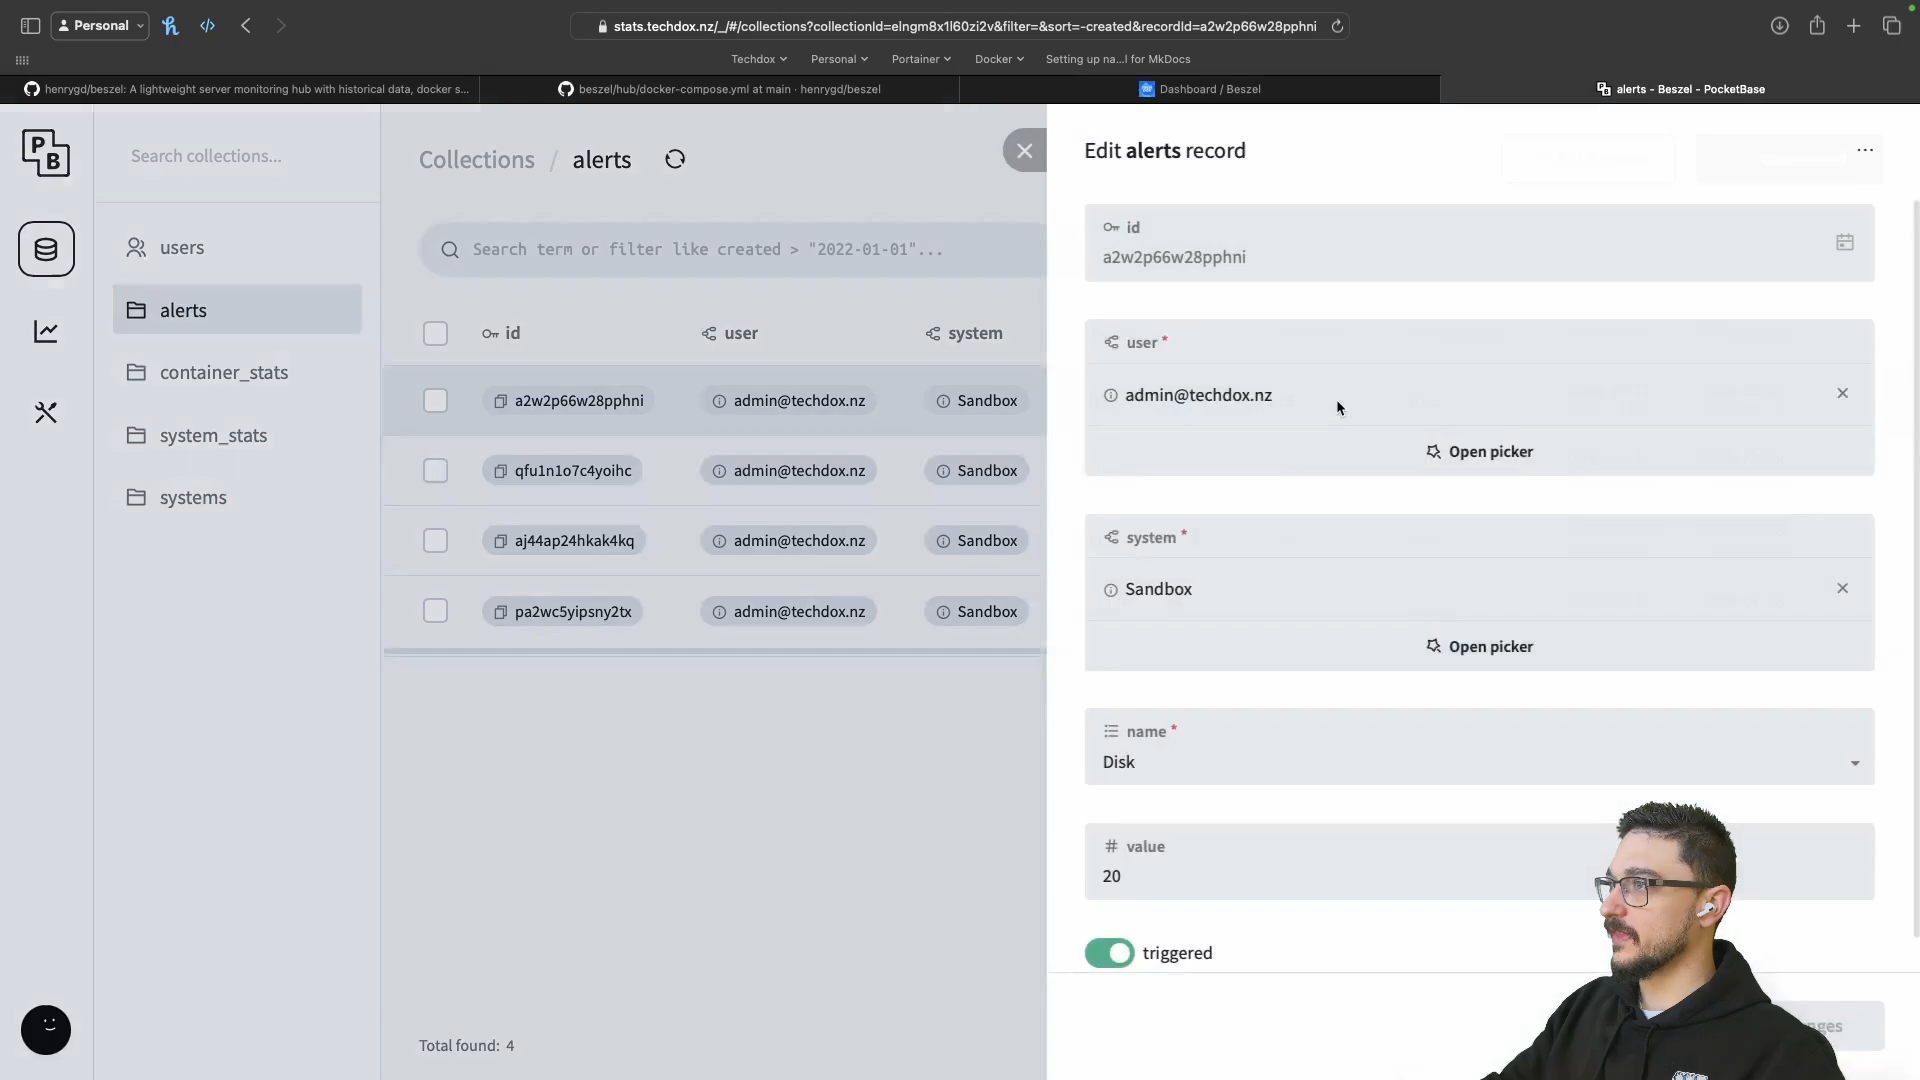 Personal
stats.techdox.nz/_/#/collections?collectionId=elngm8x1l60zi2v&filter=&sort=-created&recordId=a2w2p66w28pphni
Techdox
Personal
Portainer
Docker
Setting up na...l for MkDocs
henrygd/beszel: A lightweight server monitoring hub with historical data, docker s...
beszel/hub/docker-compose.yml at main · henrygd/beszel
Dashboard / Beszel
alerts - Beszel - PocketBase
P
B
Search collections...
users
alerts
container_stats
system_stats
systems
Collections / alerts
Search term or filter like created > "2022-01-01"...
id user system
a2w2p66w28pphni admin@techdox.nz Sandbox
qfu1n1o7c4yoihc admin@techdox.nz Sandbox
aj44ap24hkak4kq admin@techdox.nz Sandbox
pa2wc5yipsny2tx admin@techdox.nz Sandbox
Total found: 4
Edit alerts record
id
a2w2p66w28pphni
user *
admin@techdox.nz
Open picker
system *
Sandbox
Open picker
name *
Disk
# value
20
triggered